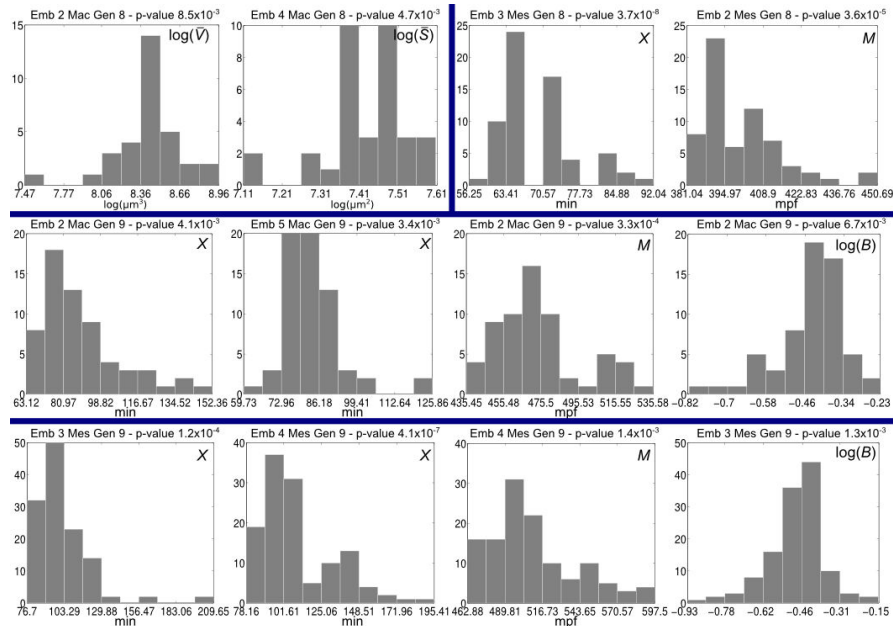 Emb 2 Mac Gen 8 - p-value 8.5x10⁻³
Emb 4 Mac Gen 8 - p-value 4.7x10⁻³
Emb 3 Mes Gen 8 - p-value 3.7x10⁻⁸
Emb 2 Mes Gen 8 - p-value 3.6x10⁻⁵
15 10 5 0
log(V̄)
7.47 7.77 8.06 8.36 8.66 8.96
log(μm³)
10 8 6 4 2 0
log(S̄)
7.11 7.21 7.31 7.41 7.51 7.61
log(μm²)
25 20 15 10 5 0
X
56.25 63.41 70.57 77.73 84.88 92.04
min
25 20 15 10 5 0
M
381.04 394.97 408.9 422.83 436.76 450.69
mpf
Emb 2 Mac Gen 9 - p-value 4.1x10⁻³
Emb 5 Mac Gen 9 - p-value 3.4x10⁻³
Emb 2 Mac Gen 9 - p-value 3.3x10⁻⁴
Emb 2 Mac Gen 9 - p-value 6.7x10⁻³
20 15 10 5 0
X
63.12 80.97 98.82 116.67 134.52 152.36
min
20 15 10 5 0
X
59.73 72.96 86.18 99.41 112.64 125.86
min
20 15 10 5 0
M
435.45 455.48 475.5 495.53 515.55 535.58
mpf
20 15 10 5 0
log(B)
−0.82 −0.7 −0.58 −0.46 −0.34 −0.23
Emb 3 Mes Gen 9 - p-value 1.2x10⁻⁴
Emb 4 Mes Gen 9 - p-value 4.1x10⁻⁷
Emb 4 Mes Gen 9 - p-value 1.4x10⁻³
Emb 3 Mes Gen 9 - p-value 1.3x10⁻³
50 40 30 20 10 0
X
76.7 103.29 129.88 156.47 183.06 209.65
min
40 30 20 10 0
X
78.16 101.61 125.06 148.51 171.96 195.41
min
40 30 20 10 0
M
462.88 489.81 516.73 543.65 570.57 597.5
mpf
50 40 30 20 10 0
log(B)
−0.93 −0.78 −0.62 −0.46 −0.31 −0.15